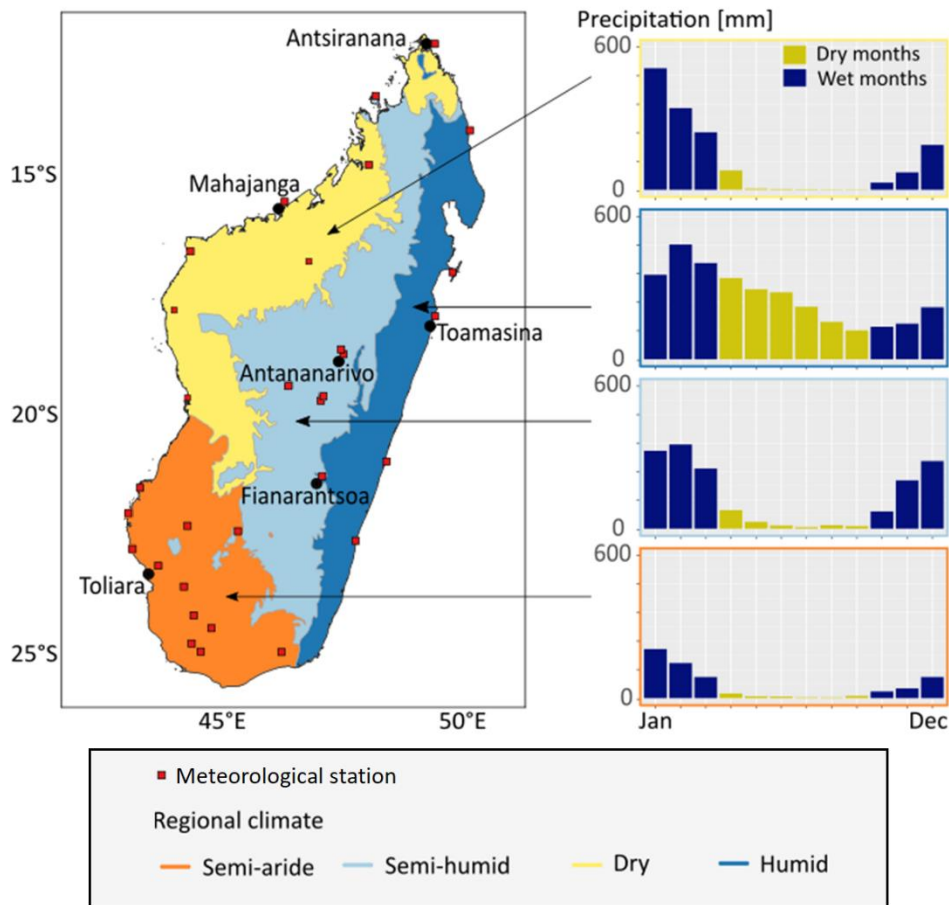 Precipitation [mm]
Antsiranana
600
Dry months
Wet months
0
15°S
Mahajanga
600
Toamasina
0
Antananarivo
600
20°S
Fianarantsoa
0
600
Toliara
25°S
0
45°E
50°E
Jan
Dec
Meteorological station
Regional climate
Semi-aride
Semi-humid
Dry
Humid